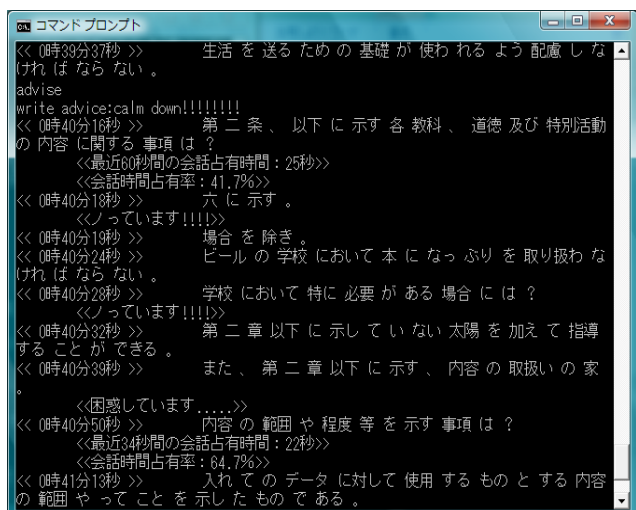 コマンド プロンプト
<< 0時39分37秒 >> 生活 を 送る ため の 基礎 が 使わ れる よう 配慮 し な
ければ なら ない 。
advise
write advice:calm down!!!!!!!!
<< 0時40分16秒 >> 第 二 条 、 以下 に 示す 各 教科 、 道徳 及び 特別活動
の 内容 に関する 事項 は ?
<<最近60秒間の会話占有時間:25秒>>
<<会話時間占有率:41.7%>>
<< 0時40分18秒 >> 六 に 示す 。
<<ノっています!!!!>>
<< 0時40分19秒 >> 場合 を 除き 。
<< 0時40分24秒 >> ビール の 学校 において 本 に なっ ぷり を 取り扱わ な
ければ なら ない 。
<< 0時40分28秒 >> 学校 において 特に 必要 が ある 場合 に は ?
<<ノっています!!!!>>
<< 0時40分32秒 >> 第 二 章 以下 に 示し て い ない 太陽 を 加え て 指導
する こと が できる 。
<< 0時40分39秒 >> また 、 第 二 章 以下 に 示す 、 内容 の 取扱い の 家
。
<<困惑しています.....>>
<< 0時40分50秒 >> 内容 の 範囲 や 程度 等 を 示す 事項 は ?
<<最近34秒間の会話占有時間:22秒>>
<<会話時間占有率:64.7%>>
<< 0時41分13秒 >> 入れ て の データ に対して 使用 する もの と する 内容
の 範囲 や って こと を 示し た もの で ある 。